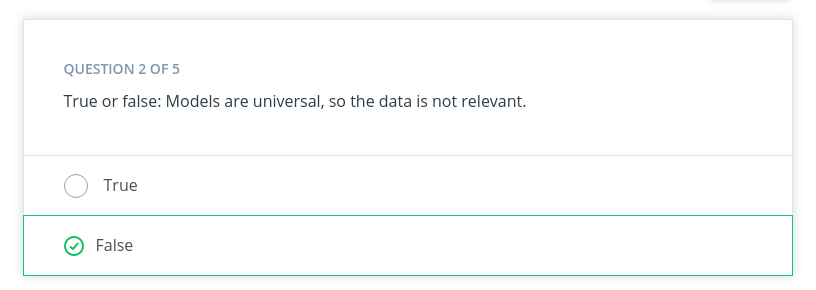 QUESTION 2 OF 5
True or false: Models are universal, so the data is not relevant.
True
False